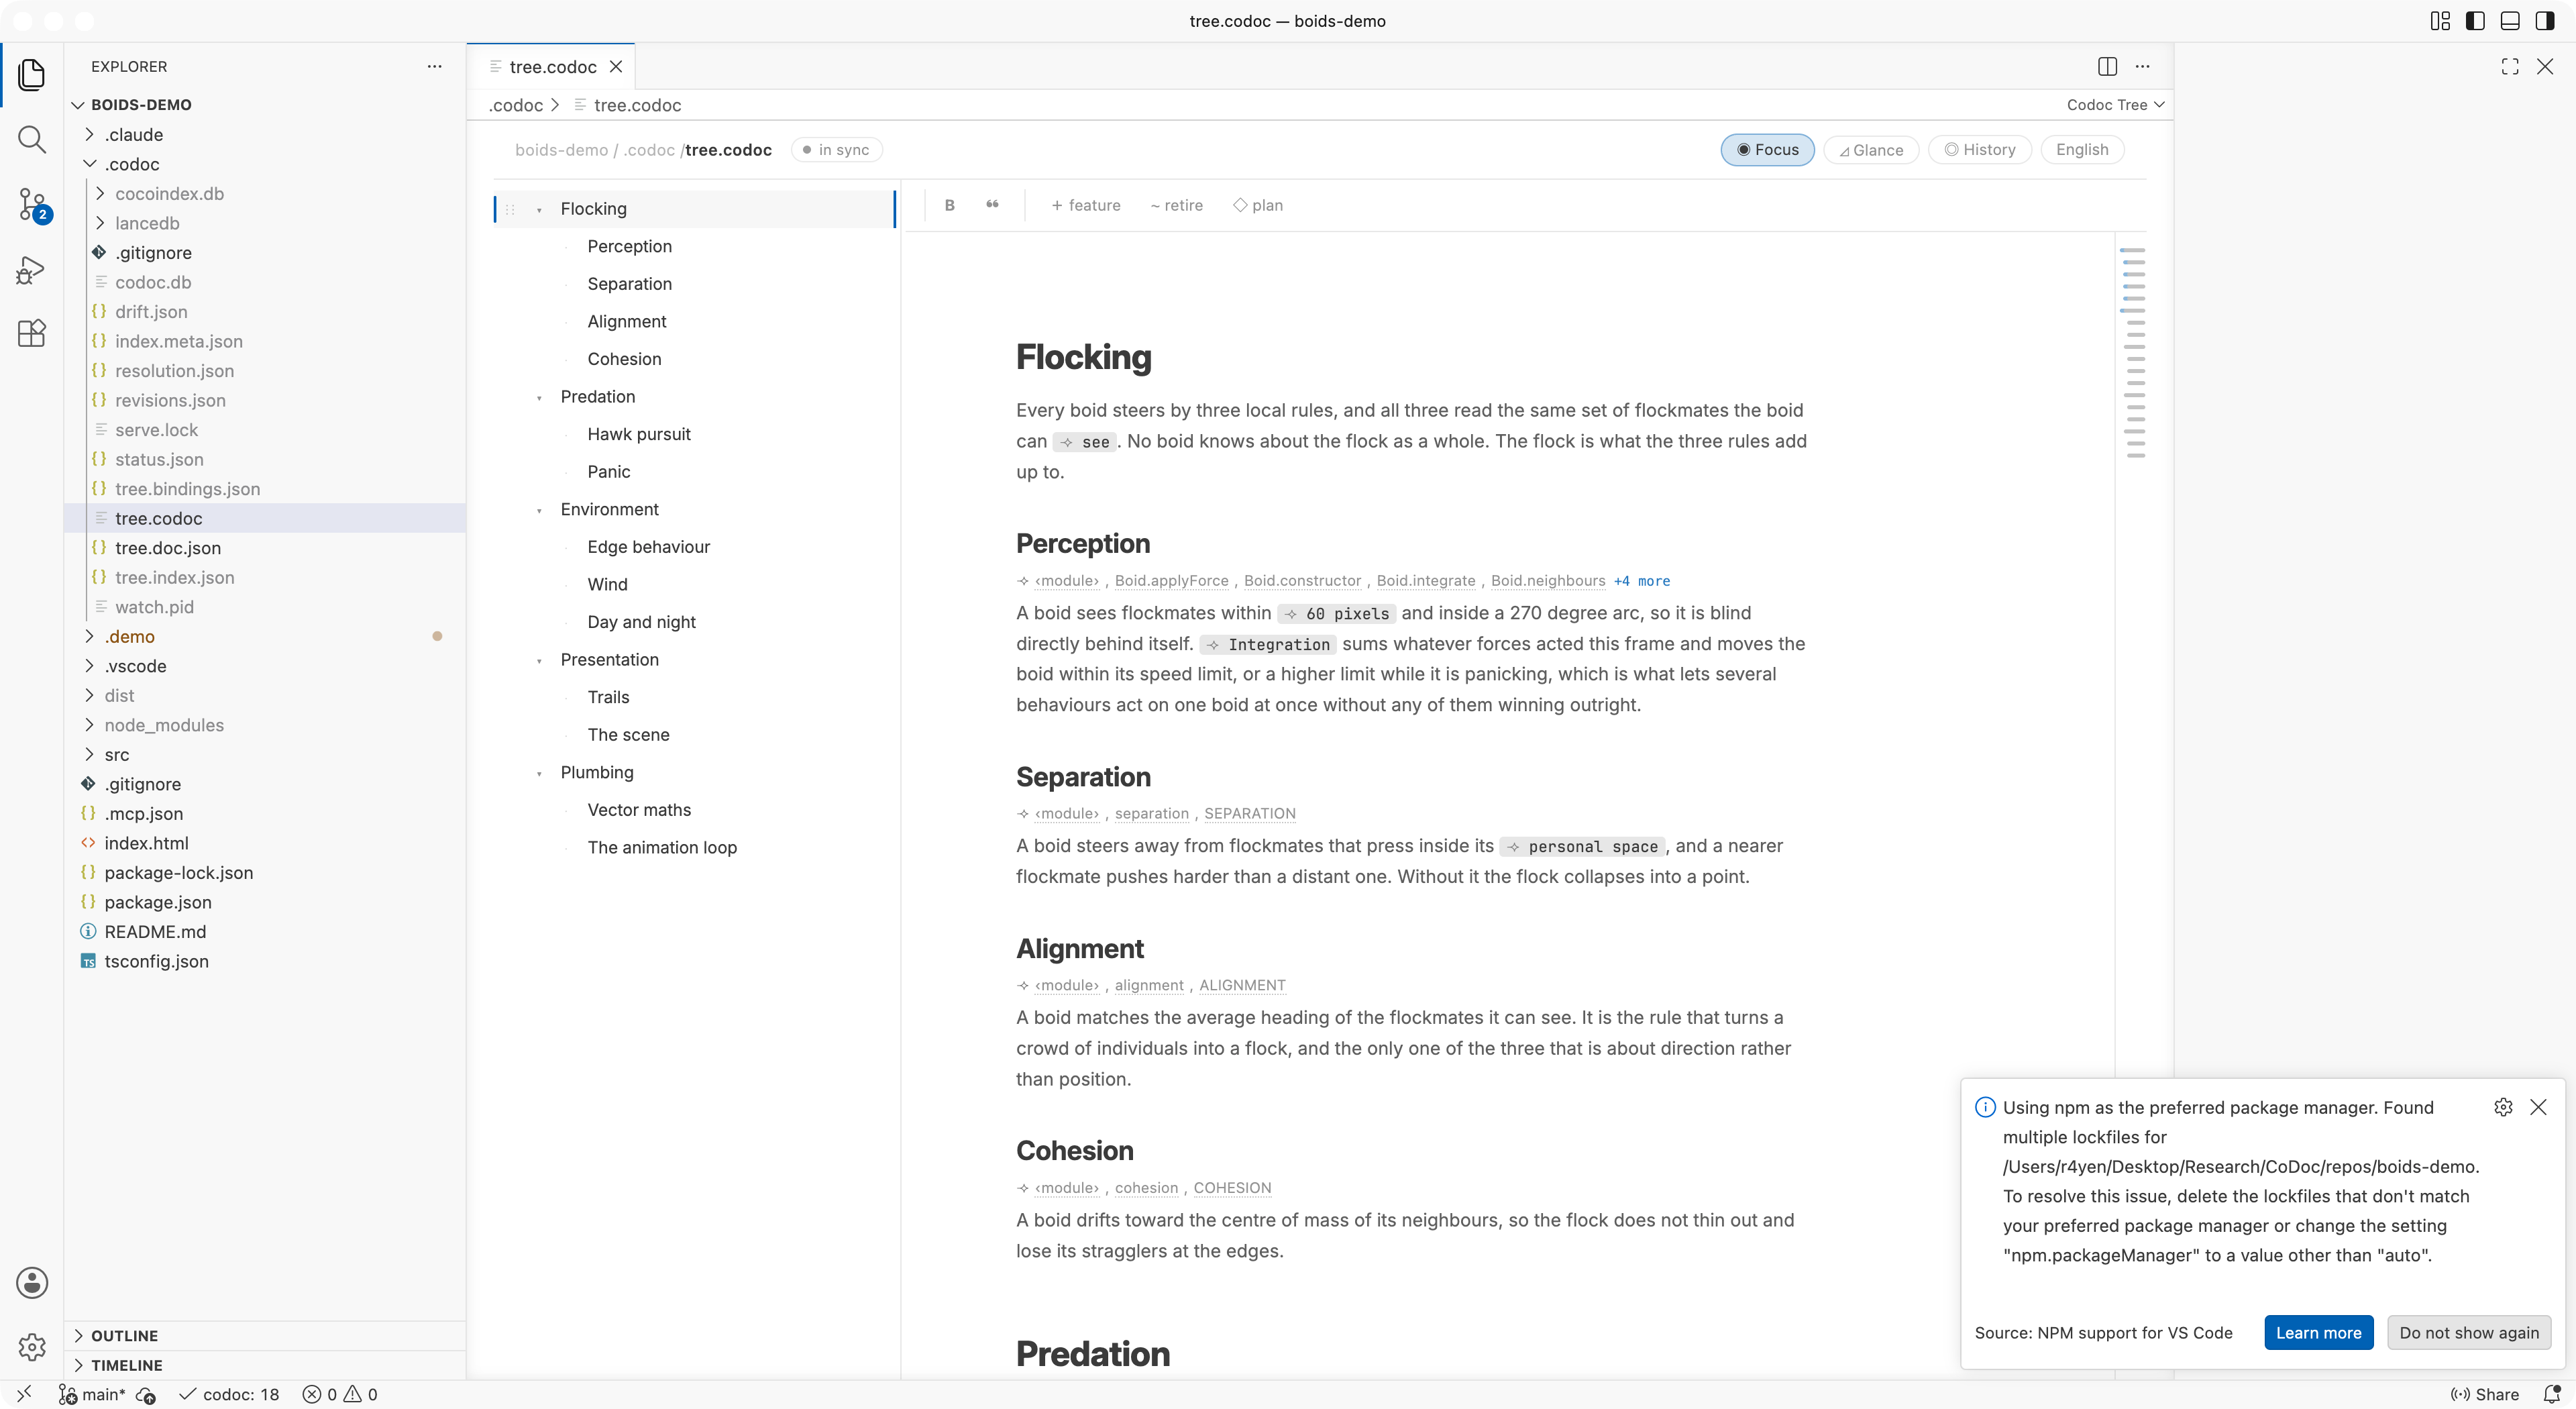 tree.codoc — boids-demo
EXPLORER
BOIDS-DEMO
.claude
.codoc
cocoindex.db
lancedb
.gitignore
codoc.db
drift.json
index.meta.json
resolution.json
revisions.json
serve.lock
status.json
tree.bindings.json
tree.codoc
tree.doc.json
tree.index.json
watch.pid
.demo
.vscode
dist
node_modules
src
.gitignore
.mcp.json
index.html
package-lock.json
package.json
README.md
tsconfig.json
OUTLINE
TIMELINE
2
tree.codoc
.codoc > tree.codoc
Codoc Tree
boids-demo / .codoc /tree.codoc in sync
Focus Glance History English
Flocking
Perception
Separation
Alignment
Cohesion
Predation
Hawk pursuit
Panic
Environment
Edge behaviour
Wind
Day and night
Presentation
Trails
The scene
Plumbing
Vector maths
The animation loop
B ❝ + feature ~ retire ◇ plan
Flocking
Every boid steers by three local rules, and all three read the same set of flockmates the boid
can ✧ see . No boid knows about the flock as a whole. The flock is what the three rules add
up to.
Perception
✧ ‹module› , Boid.applyForce , Boid.constructor , Boid.integrate , Boid.neighbours +4 more
A boid sees flockmates within ✧ 60 pixels and inside a 270 degree arc, so it is blind
directly behind itself. ✧ Integration sums whatever forces acted this frame and moves the
boid within its speed limit, or a higher limit while it is panicking, which is what lets several
behaviours act on one boid at once without any of them winning outright.
Separation
✧ ‹module› , separation , SEPARATION
A boid steers away from flockmates that press inside its ✧ personal space , and a nearer
flockmate pushes harder than a distant one. Without it the flock collapses into a point.
Alignment
✧ ‹module› , alignment , ALIGNMENT
A boid matches the average heading of the flockmates it can see. It is the rule that turns a
crowd of individuals into a flock, and the only one of the three that is about direction rather
than position.
Cohesion
✧ ‹module› , cohesion , COHESION
A boid drifts toward the centre of mass of its neighbours, so the flock does not thin out and
lose its stragglers at the edges.
Predation
Using npm as the preferred package manager. Found
multiple lockfiles for
/Users/r4yen/Desktop/Research/CoDoc/repos/boids-demo.
To resolve this issue, delete the lockfiles that don't match
your preferred package manager or change the setting
"npm.packageManager" to a value other than "auto".
Source: NPM support for VS Code Learn more Do not show again
main* codoc: 18 0 0 Share